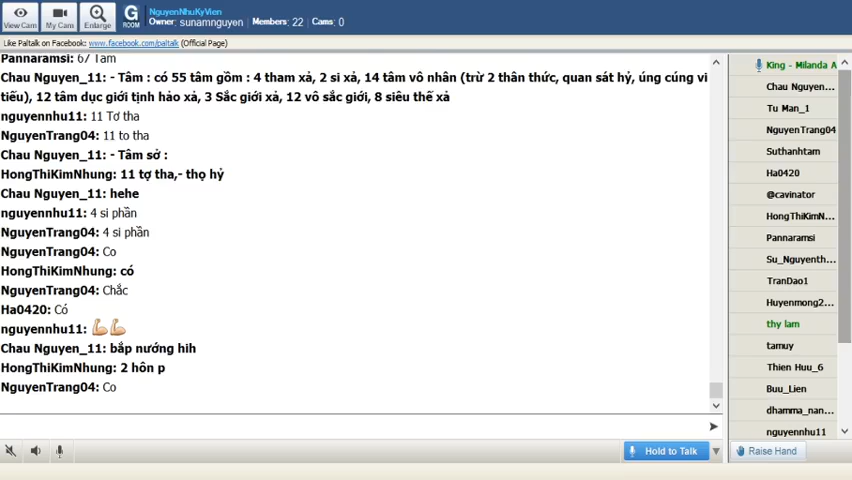 View Cam
My Cam
Enlarge
G
ROOM
NguyenNhuKyVien
Owner: sunamnguyen Members: 22 Cams: 0
Like Paltalk on Facebook: www.facebook.com/paltalk (Official Page)
Pannaramsi: 67 Tam
Chau Nguyen_11: - Tâm : có 55 tâm gồm : 4 tham xả, 2 si xả, 14 tâm vô nhân (trừ 2 thân thức, quan sát hỷ, úng cúng vi
tiếu), 12 tâm dục giới tịnh hảo xả, 3 Sắc giới xả, 12 vô sắc giới, 8 siêu thế xả
nguyennhu11: 11 Tơ tha
NguyenTrang04: 11 to tha
Chau Nguyen_11: - Tâm sở :
HongThiKimNhung: 11 tợ tha,- thọ hỷ
Chau Nguyen_11: hehe
nguyennhu11: 4 si phần
NguyenTrang04: 4 si phần
NguyenTrang04: Co
HongThiKimNhung: có
NguyenTrang04: Chắc
Ha0420: Có
nguyennhu11: 💪💪
Chau Nguyen_11: bắp nướng hih
HongThiKimNhung: 2 hôn p
NguyenTrang04: Co
King - Milanda A
Chau Nguyen...
Tu Man_1
NguyenTrang04
Suthanhtam
Ha0420
@cavinator
HongThiKimN...
Pannaramsi
Su_Nguyenth...
TranDao1
Huyenmong2...
thy lam
tamuy
Thien Huu_6
Buu_Lien
dhamma_nan...
nguyennhu11
Hold to Talk
Raise Hand